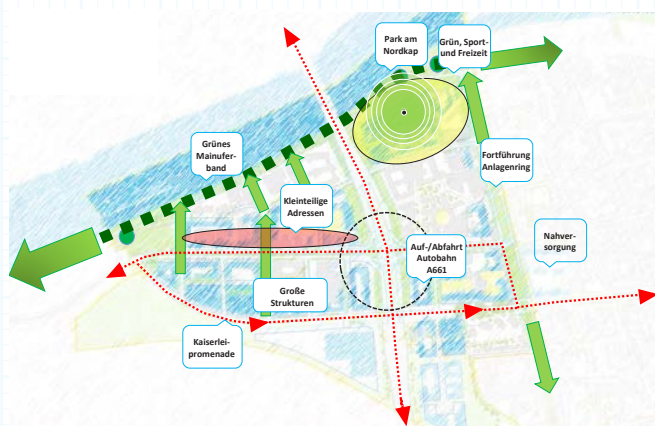 Park am
Nordkap
Grün, Sport-
und Freizeit
Grünes
Mainufer-
band
Fortführung
Anlagenring
Kleinteilige
Adressen
Auf-/Abfahrt
Autobahn
A661
Nahver-
sorgung
Große
Strukturen
Kaiserlei-
promenade